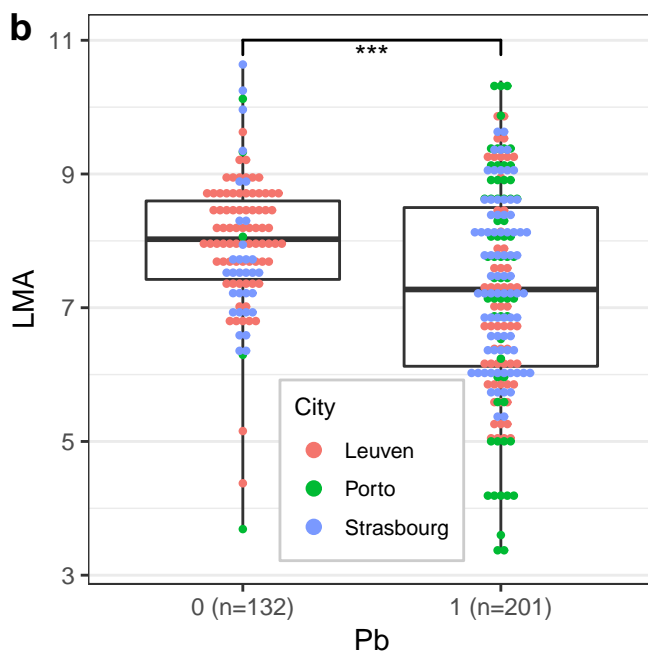 b
***
11
9
7
5
3
LMA
City
Leuven
Porto
Strasbourg
0 (n=132)
1 (n=201)
Pb